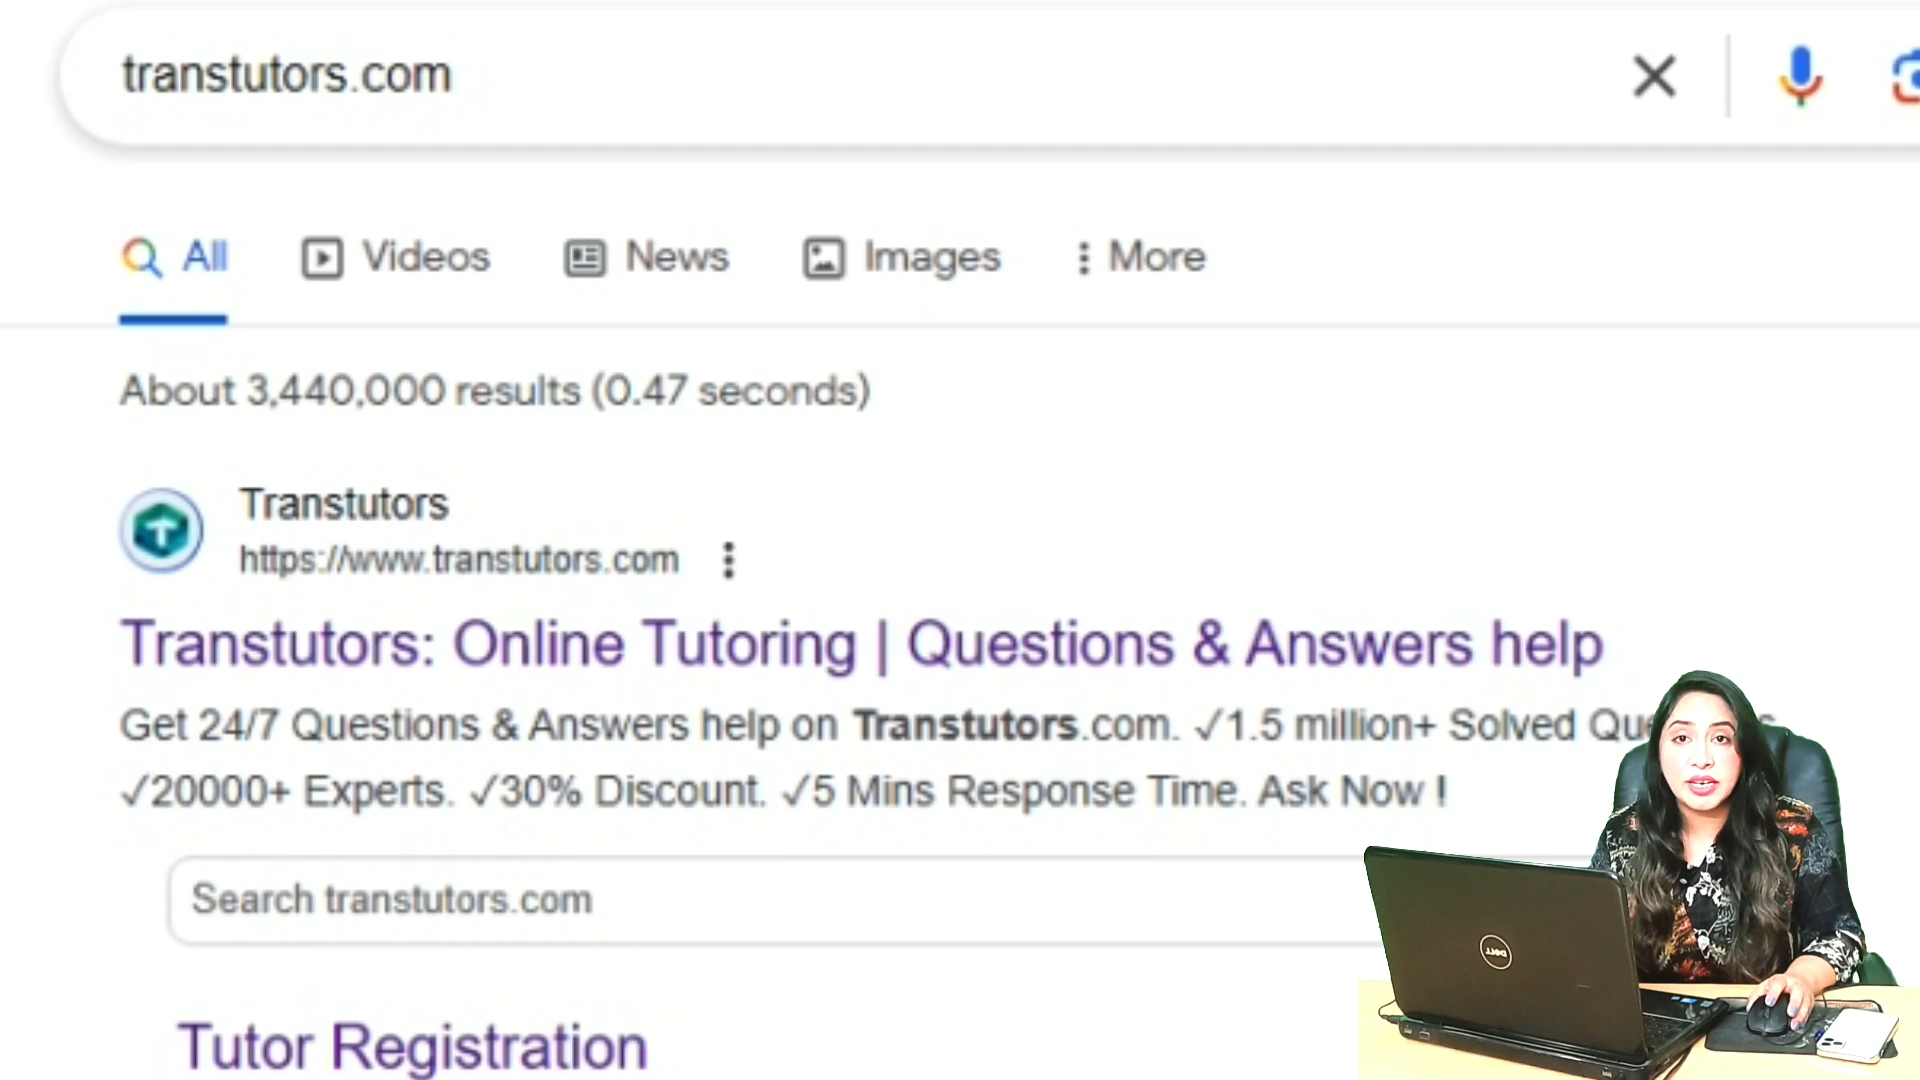 transtutors.com
All Videos News Images More
About 3,440,000 results (0.47 seconds)
Transtutors
https://www.transtutors.com
Transtutors: Online Tutoring | Questions & Answers help
Get 24/7 Questions & Answers help on Transtutors.com. ✓1.5 million+ Solved
✓20000+ Experts. ✓30% Discount. ✓5 Mins Response Time. Ask Now !
Search transtutors.com
Tutor Registration
DELL